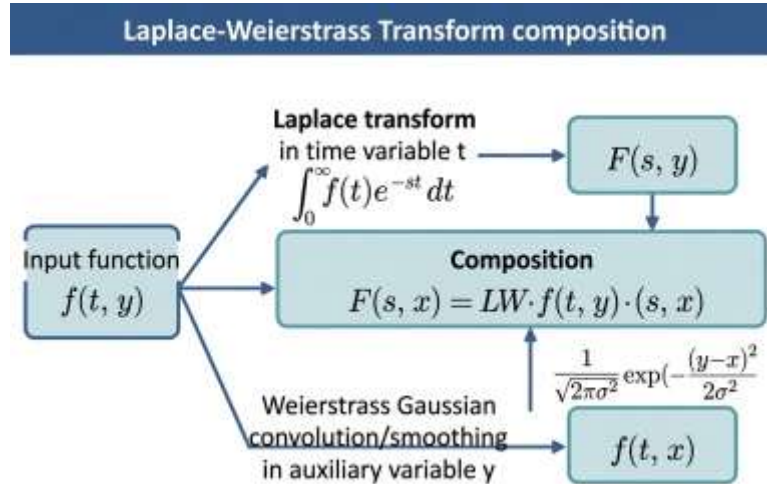 Laplace-Weierstrass Transform composition
Laplace transform
in time variable t
∫₀^∞ f(t)e^{−st} dt
F(s, y)
Input function
f(t, y)
Composition
F(s, x) = LW·f(t, y)·(s, x)
1/√(2πσ²) exp(−(y−x)²/2σ²
Weierstrass Gaussian
convolution/smoothing
in auxiliary variable y
f(t, x)